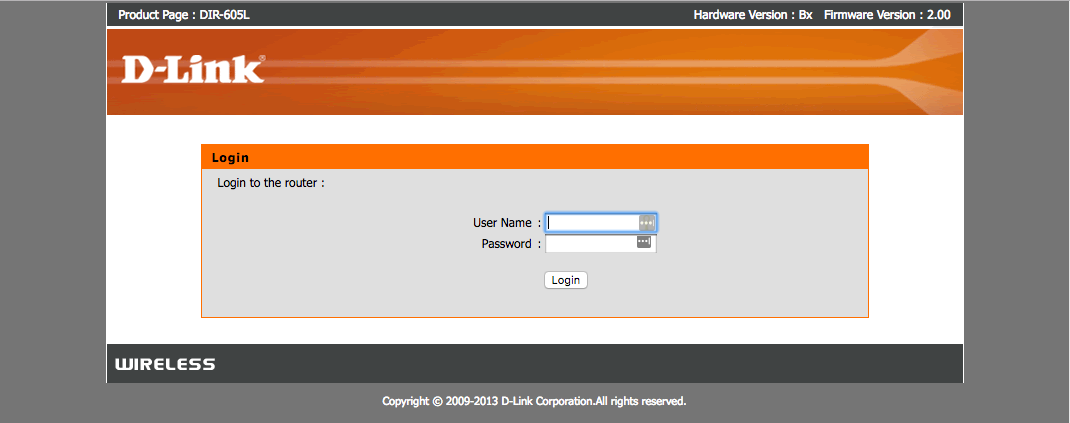 Product Page : DIR-605L Hardware Version : Bx Firmware Version : 2.00
D-Link®
Login
Login to the router :
User Name :
Password :
Login
WIRELESS
Copyright © 2009-2013 D-Link Corporation.All rights reserved.